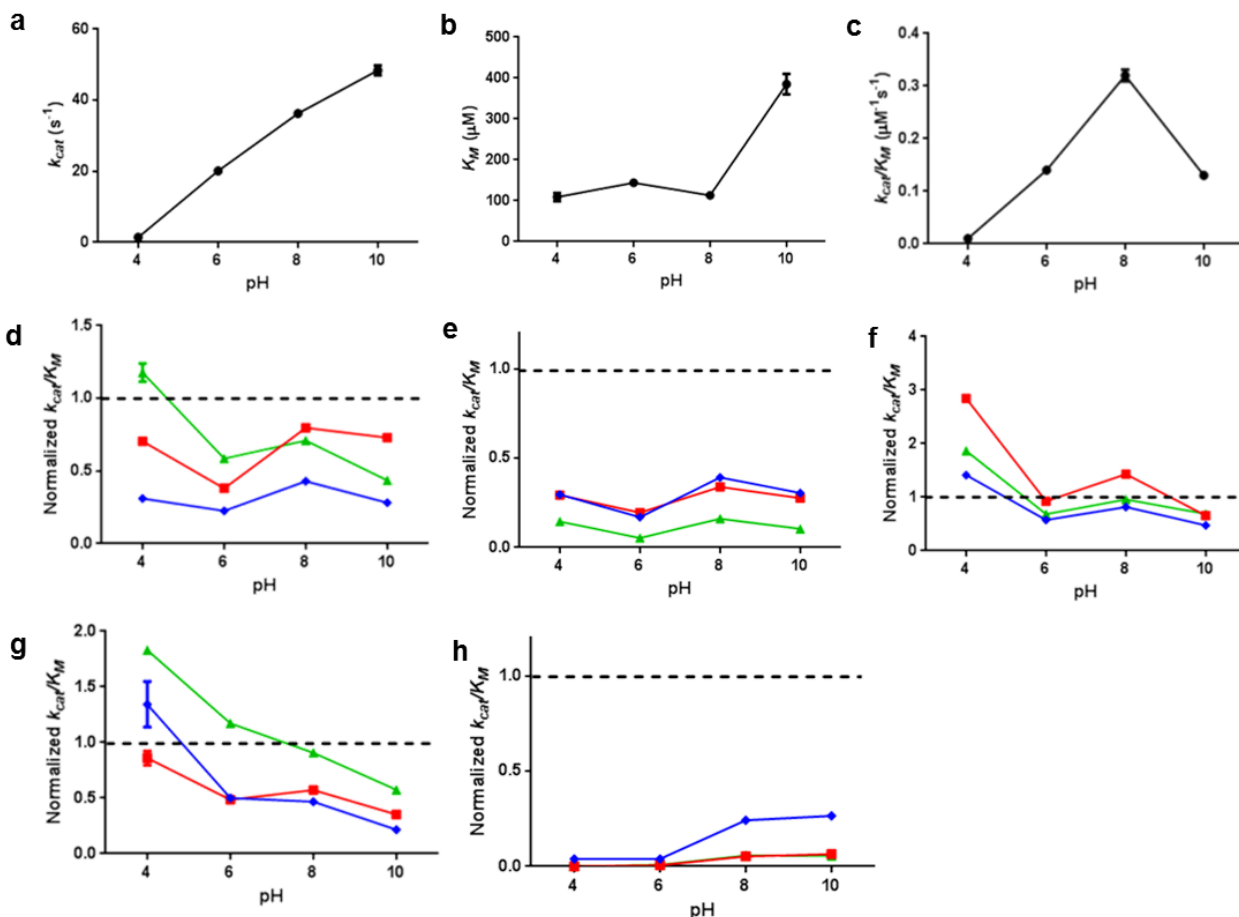 a
60
40
20
0
k_cat (s⁻¹)
4 6 8 10
pH
b
500
400
300
200
100
0
K_M (µM)
4 6 8 10
pH
c
0.4
0.3
0.2
0.1
0.0
k_cat/K_M (µM⁻¹s⁻¹)
4 6 8 10
pH
d
1.5
1.0
0.5
0.0
Normalized k_cat/K_M
4 6 8 10
pH
e
1.0
0.5
0.0
Normalized k_cat/K_M
4 6 8 10
pH
f
4
3
2
1
0
Normalized k_cat/K_M
4 6 8 10
pH
g
2.0
1.5
1.0
0.5
0.0
Normalized k_cat/K_M
4 6 8 10
pH
h
1.0
0.5
0.0
Normalized k_cat/K_M
4 6 8 10
pH